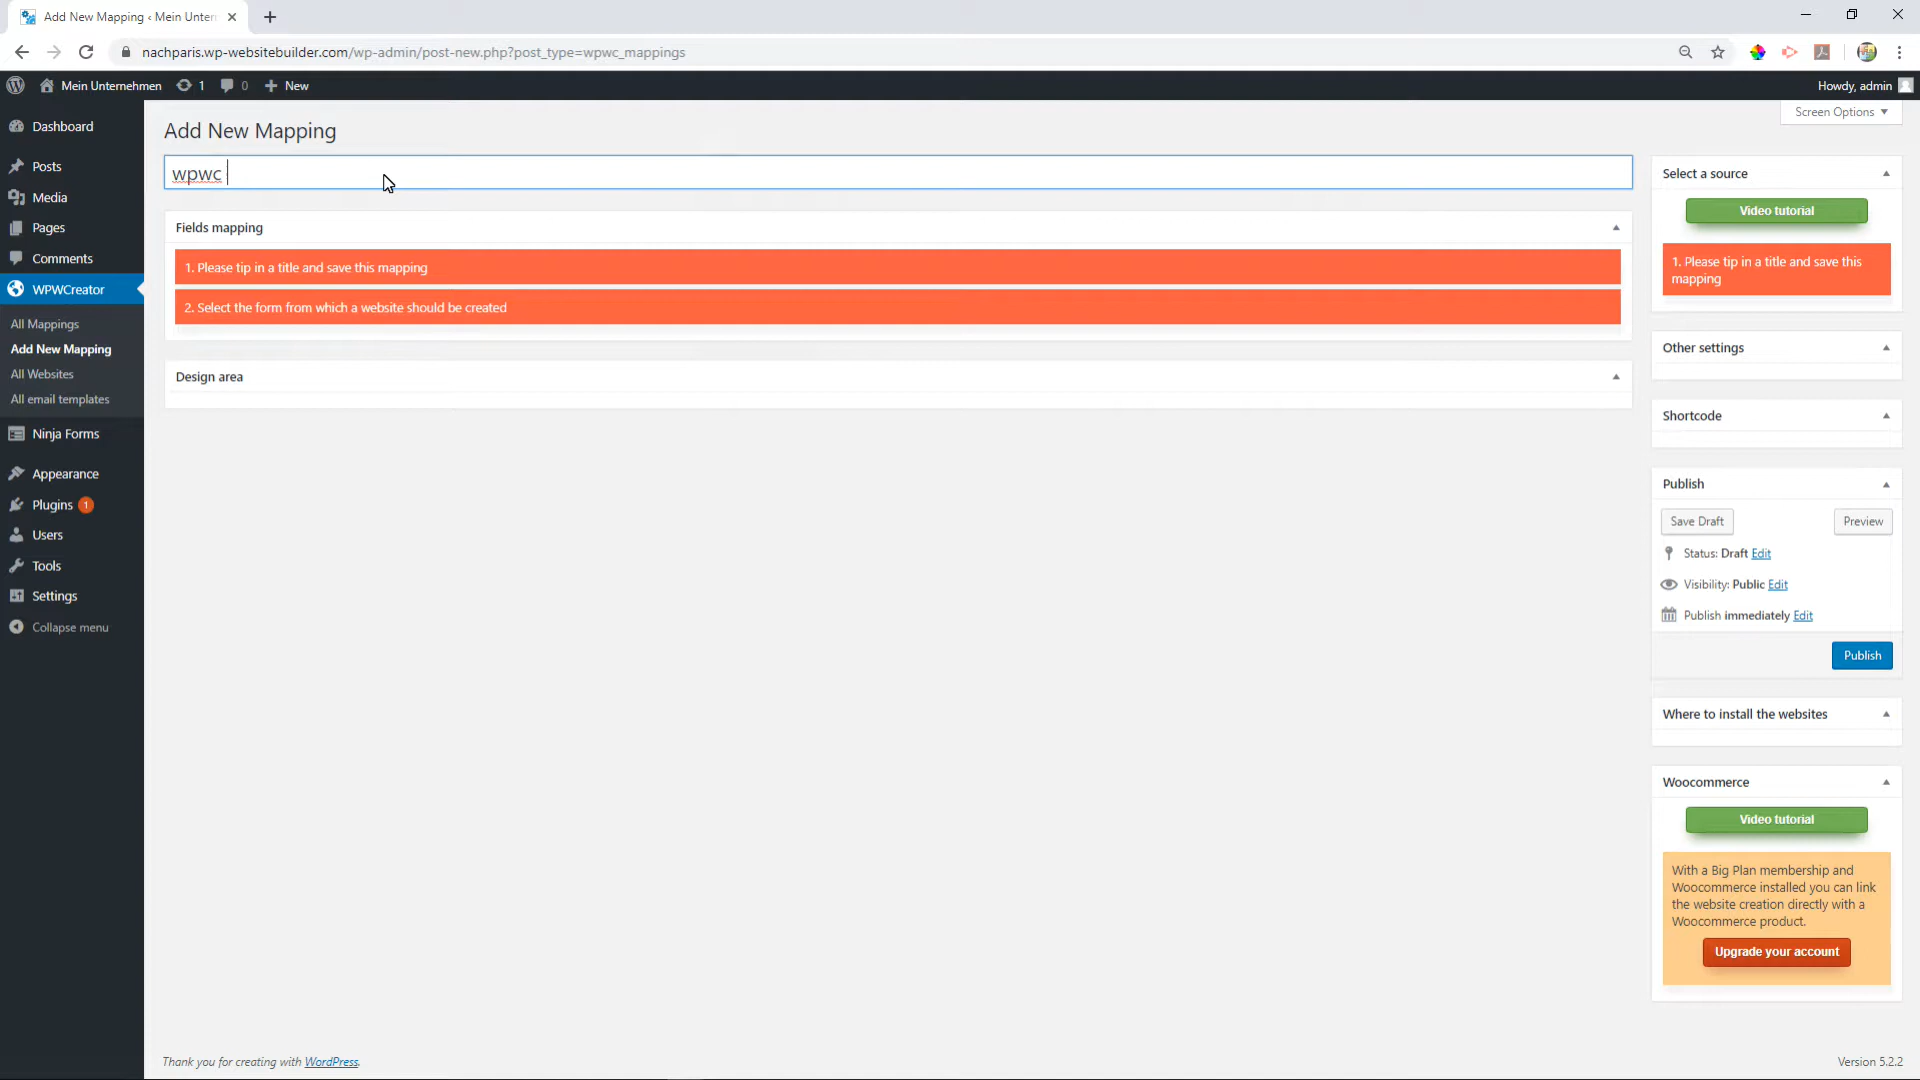 Add New Mapping ‹ Mein Untern
nachparis.wp-websitebuilder.com/wp-admin/post-new.php?post_type=wpwc_mappings
Mein Unternehmen 1 0 New
Howdy, admin
Screen Options
Dashboard
Posts
Media
Pages
Comments
WPWCreator
All Mappings
Add New Mapping
All Websites
All email templates
Ninja Forms
Appearance
Plugins 1
Users
Tools
Settings
Collapse menu
Add New Mapping
wpwc
Fields mapping
1. Please tip in a title and save this mapping
2. Select the form from which a website should be created
Design area
Select a source
Video tutorial
1. Please tip in a title and save this
mapping
Other settings
Shortcode
Publish
Save Draft
Preview
Status: Draft Edit
Visibility: Public Edit
Publish immediately Edit
Publish
Where to install the websites
Woocommerce
Video tutorial
With a Big Plan membership and
Woocommerce installed you can link
the website creation directly with a
Woocommerce product.
Upgrade your account
Thank you for creating with WordPress.
Version 5.2.2